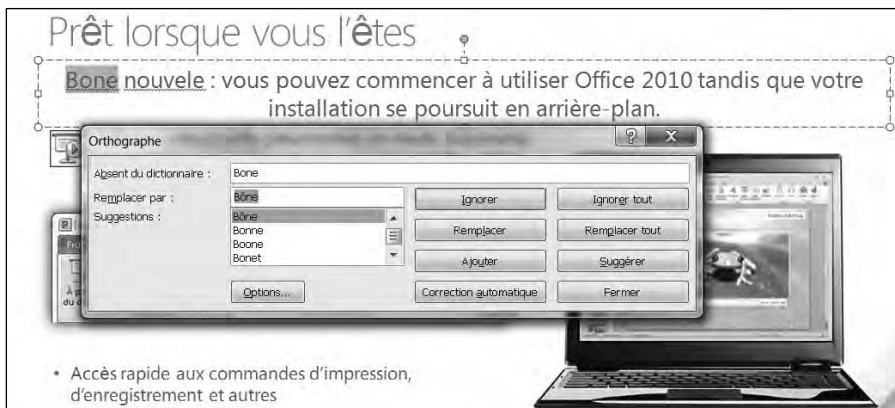 Prêt lorsque vous l'êtes
Bone nouvele : vous pouvez commencer à utiliser Office 2010 tandis que votre
installation se poursuit en arrière-plan.
Orthographe
Absent du dictionnaire :
Bone
Remplacer par :
Bône
Ignorer
Ignorer tout
Suggestions :
Bône
Bonne
Boone
Bonet
Remplacer
Remplacer tout
Ajouter
Suggérer
Options...
Correction automatique
Fermer
• Accès rapide aux commandes d'impression,
d'enregistrement et autres